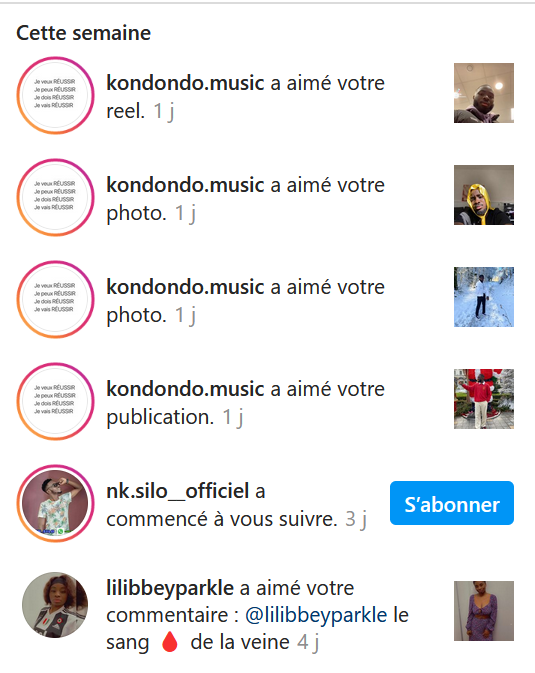 Cette semaine
Je veux RÉUSSIR
Je peux RÉUSSIR
Je dois RÉUSSIR
Je vais RÉUSSIR
kondondo.music a aimé votre
reel. 1 j
Je veux RÉUSSIR
Je peux RÉUSSIR
Je dois RÉUSSIR
Je vais RÉUSSIR
kondondo.music a aimé votre
photo. 1 j
Je veux RÉUSSIR
Je peux RÉUSSIR
Je dois RÉUSSIR
Je vais RÉUSSIR
kondondo.music a aimé votre
photo. 1 j
Je veux RÉUSSIR
Je peux RÉUSSIR
Je dois RÉUSSIR
Je vais RÉUSSIR
kondondo.music a aimé votre
publication. 1 j
nk.silo__officiel a
commencé à vous suivre. 3 j
S'abonner
lilibbeyparkle a aimé votre
commentaire : @lilibbeyparkle le
sang 🩸 de la veine 4 j